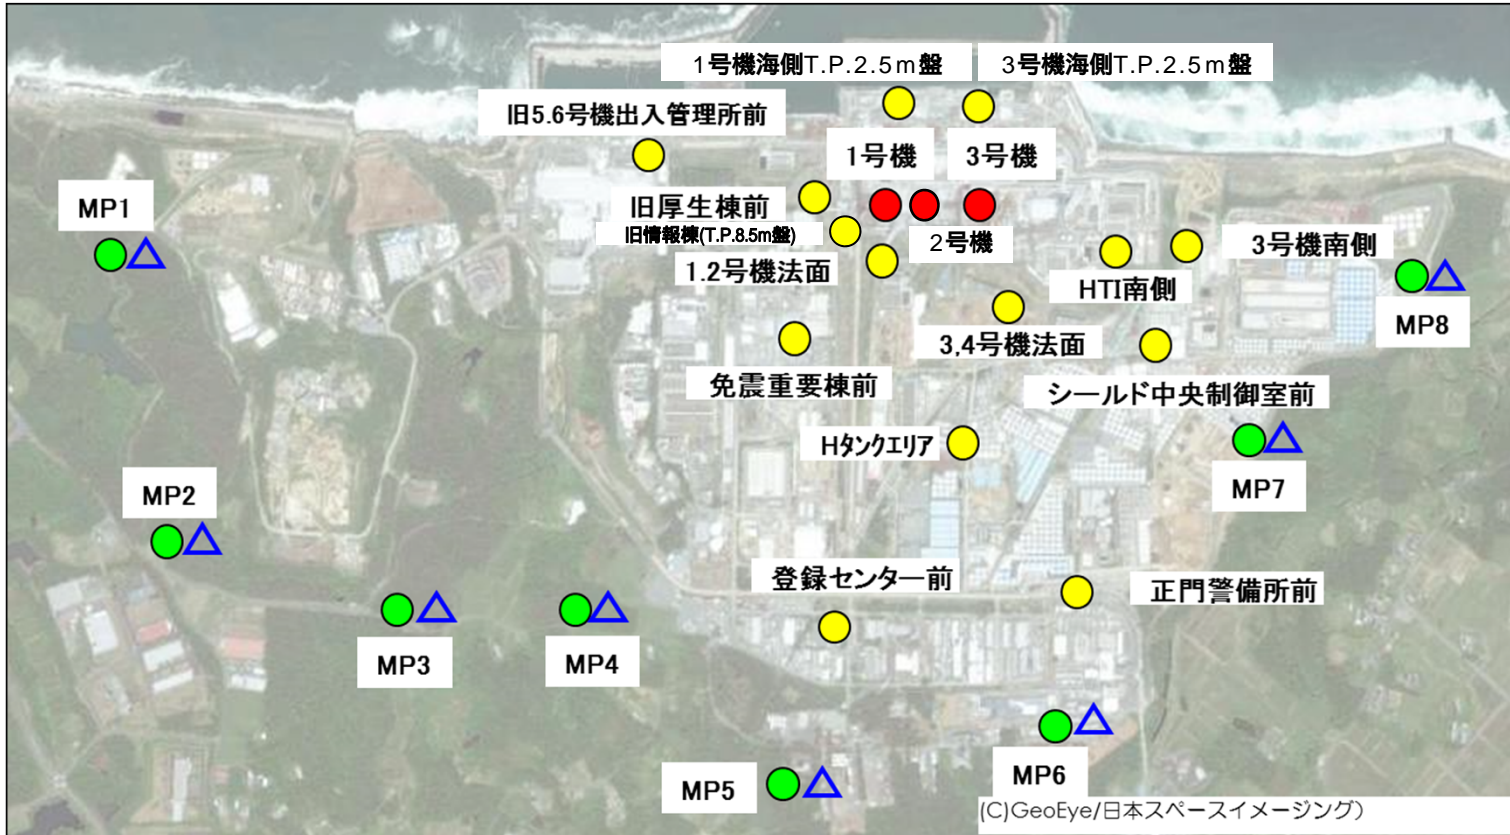 1号機海側T.P.2.5m盤
3号機海側T.P.2.5m盤
旧5.6号機出入管理所前
1号機
3号機
MP1
旧厚生棟前
旧情報棟(T.P.8.5m盤)
2号機
3号機南側
1.2号機法面
HTI南側
MP8
3,4号機法面
免震重要棟前
シールド中央制御室前
Hタンクエリア
MP7
MP2
登録センター前
正門警備所前
MP3
MP4
MP6
MP5
(C)GeoEye/日本スペースイメージング）